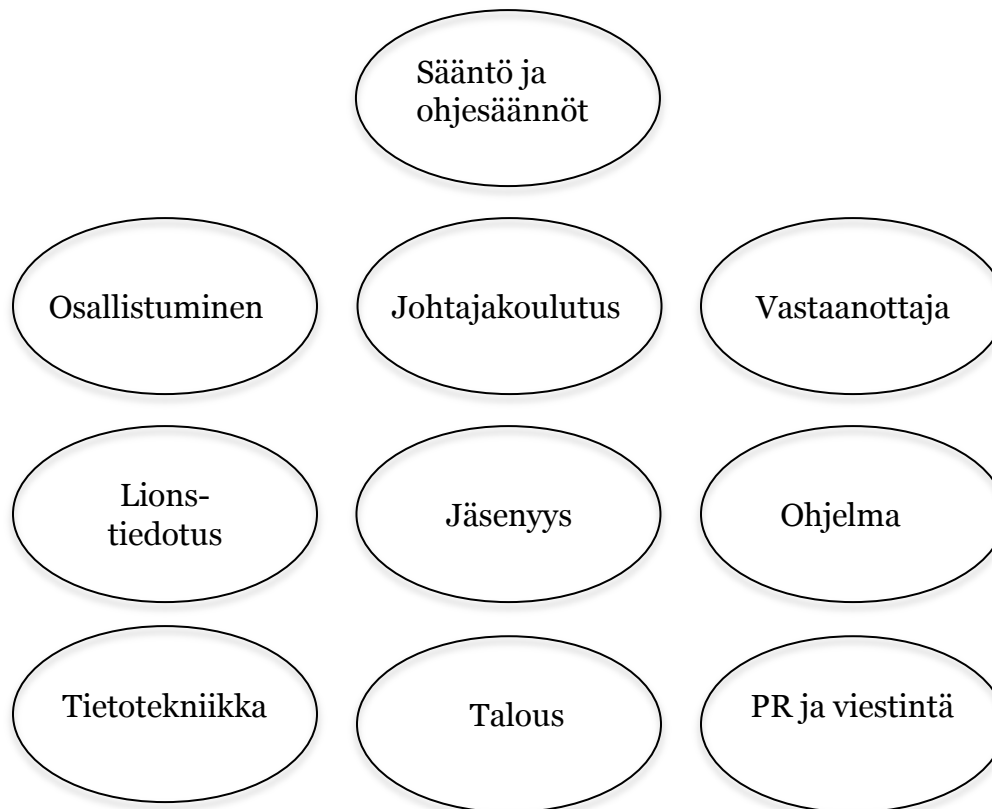 Sääntö ja
ohjesäännöt
Osallistuminen
Johtajakoulutus
Vastaanottaja
Lions-
tiedotus
Jäsenyys
Ohjelma
Tietotekniikka
Talous
PR ja viestintä